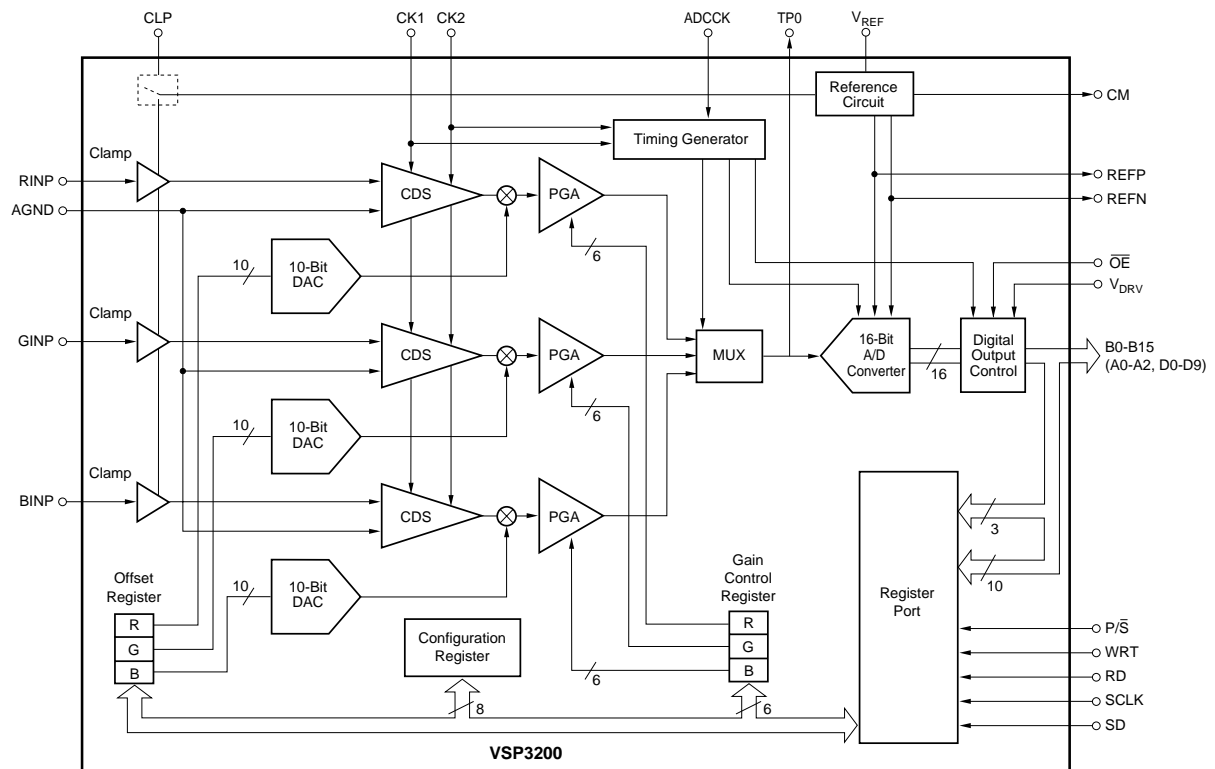 CLP
CK1
CK2
ADCCK
TP0
VREF
Reference
Circuit
CM
Clamp
Timing Generator
RINP
CDS
PGA
REFP
AGND
REFN
6
10
10-Bit
DAC
OE̅
VDRV
Clamp
GINP
CDS
PGA
MUX
16-Bit
A/D
Converter
16
Digital
Output
Control
B0-B15
(A0-A2, D0-D9)
6
10
10-Bit
DAC
Clamp
BINP
CDS
PGA
3
10
Offset
Register
10
10-Bit
DAC
Gain
Control
Register
Register
Port
R
G
B
Configuration
Register
R
G
B
6
P/S̅
WRT
RD
SCLK
SD
8
6
VSP3200